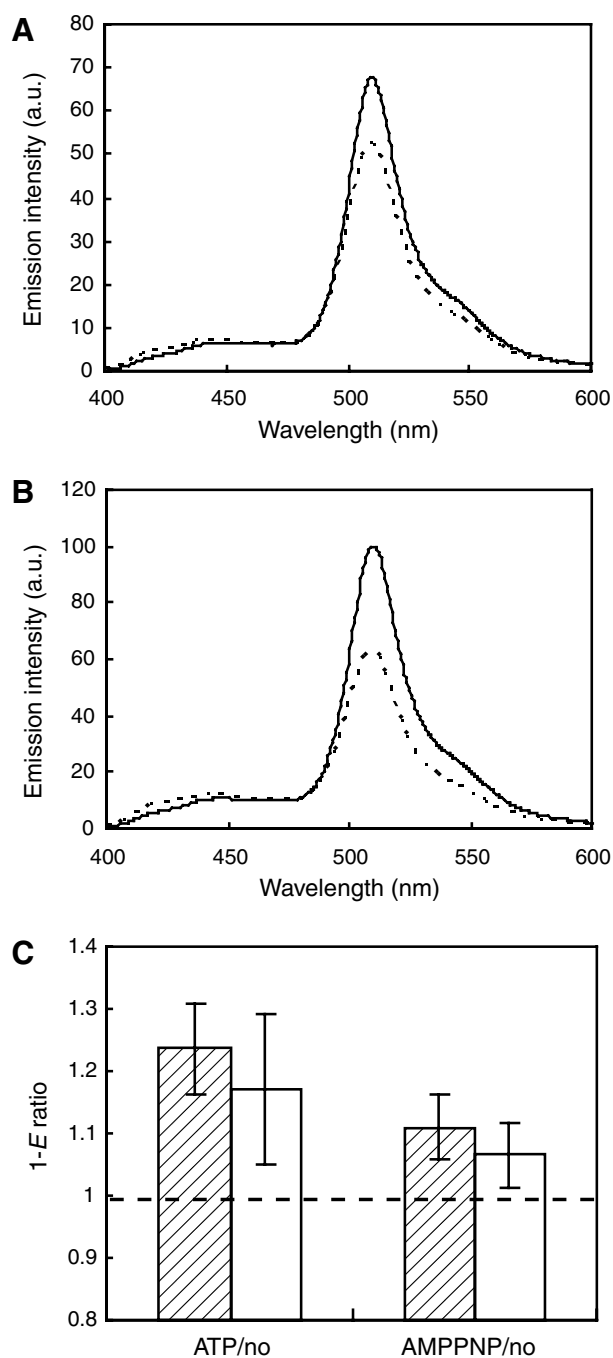 A
80
70
60
50
40
30
20
10
0
Emission intensity (a.u.)
400 450 500 550 600
Wavelength (nm)
B
120
100
80
60
40
20
0
Emission intensity (a.u.)
400 450 500 550 600
Wavelength (nm)
C
1.4
1.3
1.2
1.1
1
0.9
0.8
1-E ratio
ATP/no AMPPNP/no